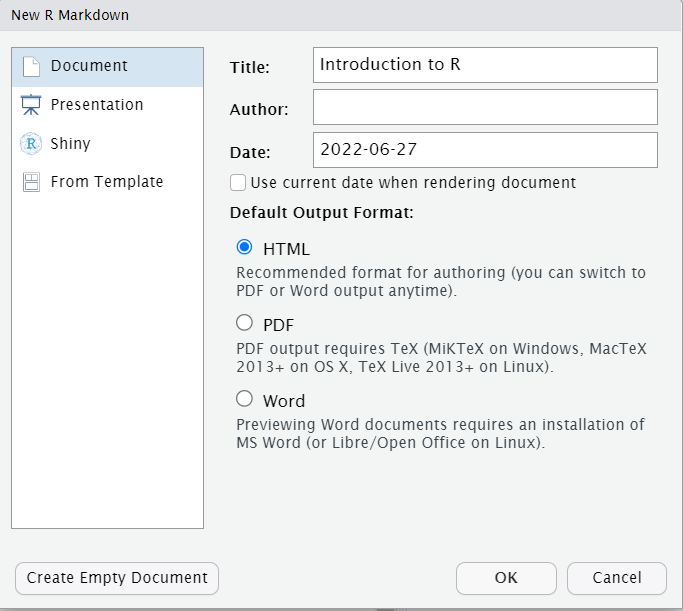 New R Markdown
Document
Presentation
Shiny
From Template
Title:
Introduction to R
Author:
Date:
2022-06-27
Use current date when rendering document
Default Output Format:
HTML
Recommended format for authoring (you can switch to
PDF or Word output anytime).
PDF
PDF output requires TeX (MiKTeX on Windows, MacTeX
2013+ on OS X, TeX Live 2013+ on Linux).
Word
Previewing Word documents requires an installation of
MS Word (or Libre/Open Office on Linux).
Create Empty Document
OK
Cancel